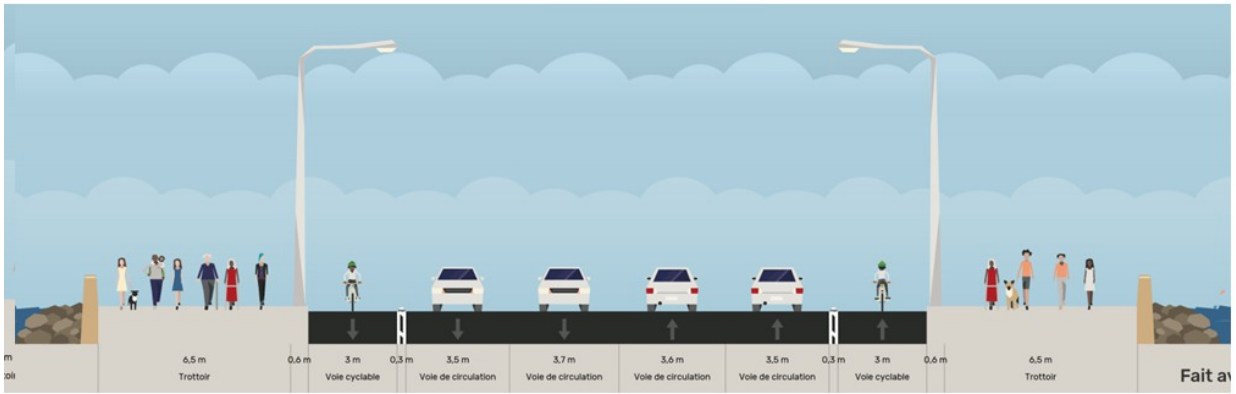 m
6,5 m
0,6 m
3 m
0,3 m
3,5 m
3,7 m
3,6 m
3,5 m
0,3 m
3 m
0,6 m
6,5 m
Trottoir
Voie cyclable
Voie de circulation
Voie de circulation
Voie de circulation
Voie de circulation
Voie cyclable
Trottoir
Fait av